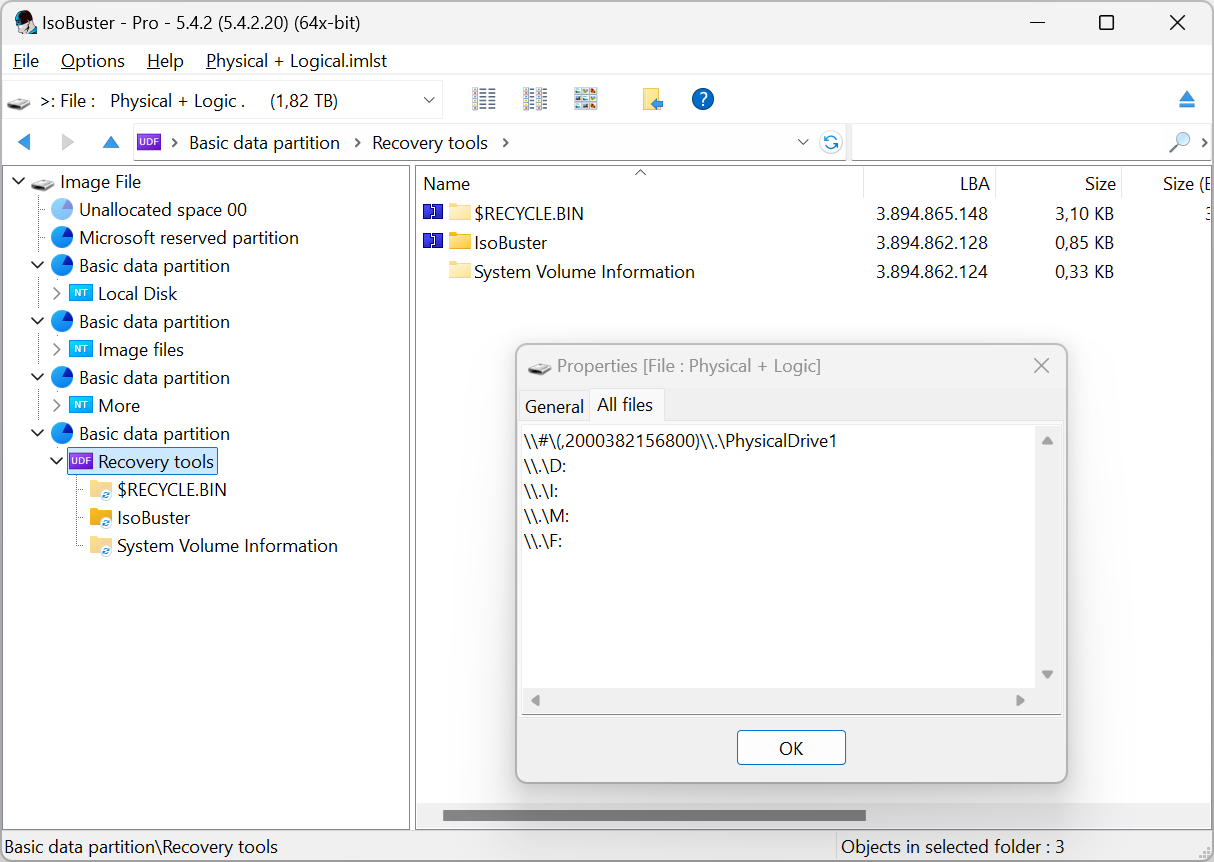 IsoBuster - Pro - 5.4.2 (5.4.2.20) (64x-bit)
File Options Help Physical + Logical.imlst
>: File : Physical + Logic . (1,82 TB)
?
UDF > Basic data partition > Recovery tools >
Image File
Unallocated space 00
Microsoft reserved partition
Basic data partition
NT Local Disk
Basic data partition
NT Image files
Basic data partition
NT More
Basic data partition
UDF Recovery tools
$RECYCLE.BIN
IsoBuster
System Volume Information
Name LBA Size Size (
$RECYCLE.BIN 3.894.865.148 3,10 KB
IsoBuster 3.894.862.128 0,85 KB
System Volume Information 3.894.862.124 0,33 KB
Properties [File : Physical + Logic]
General All files
\\#\(,2000382156800)\\.\PhysicalDrive1
\\.\D:
\\.\I:
\\.\M:
\\.\F:
OK
Basic data partition\Recovery tools
Objects in selected folder : 3